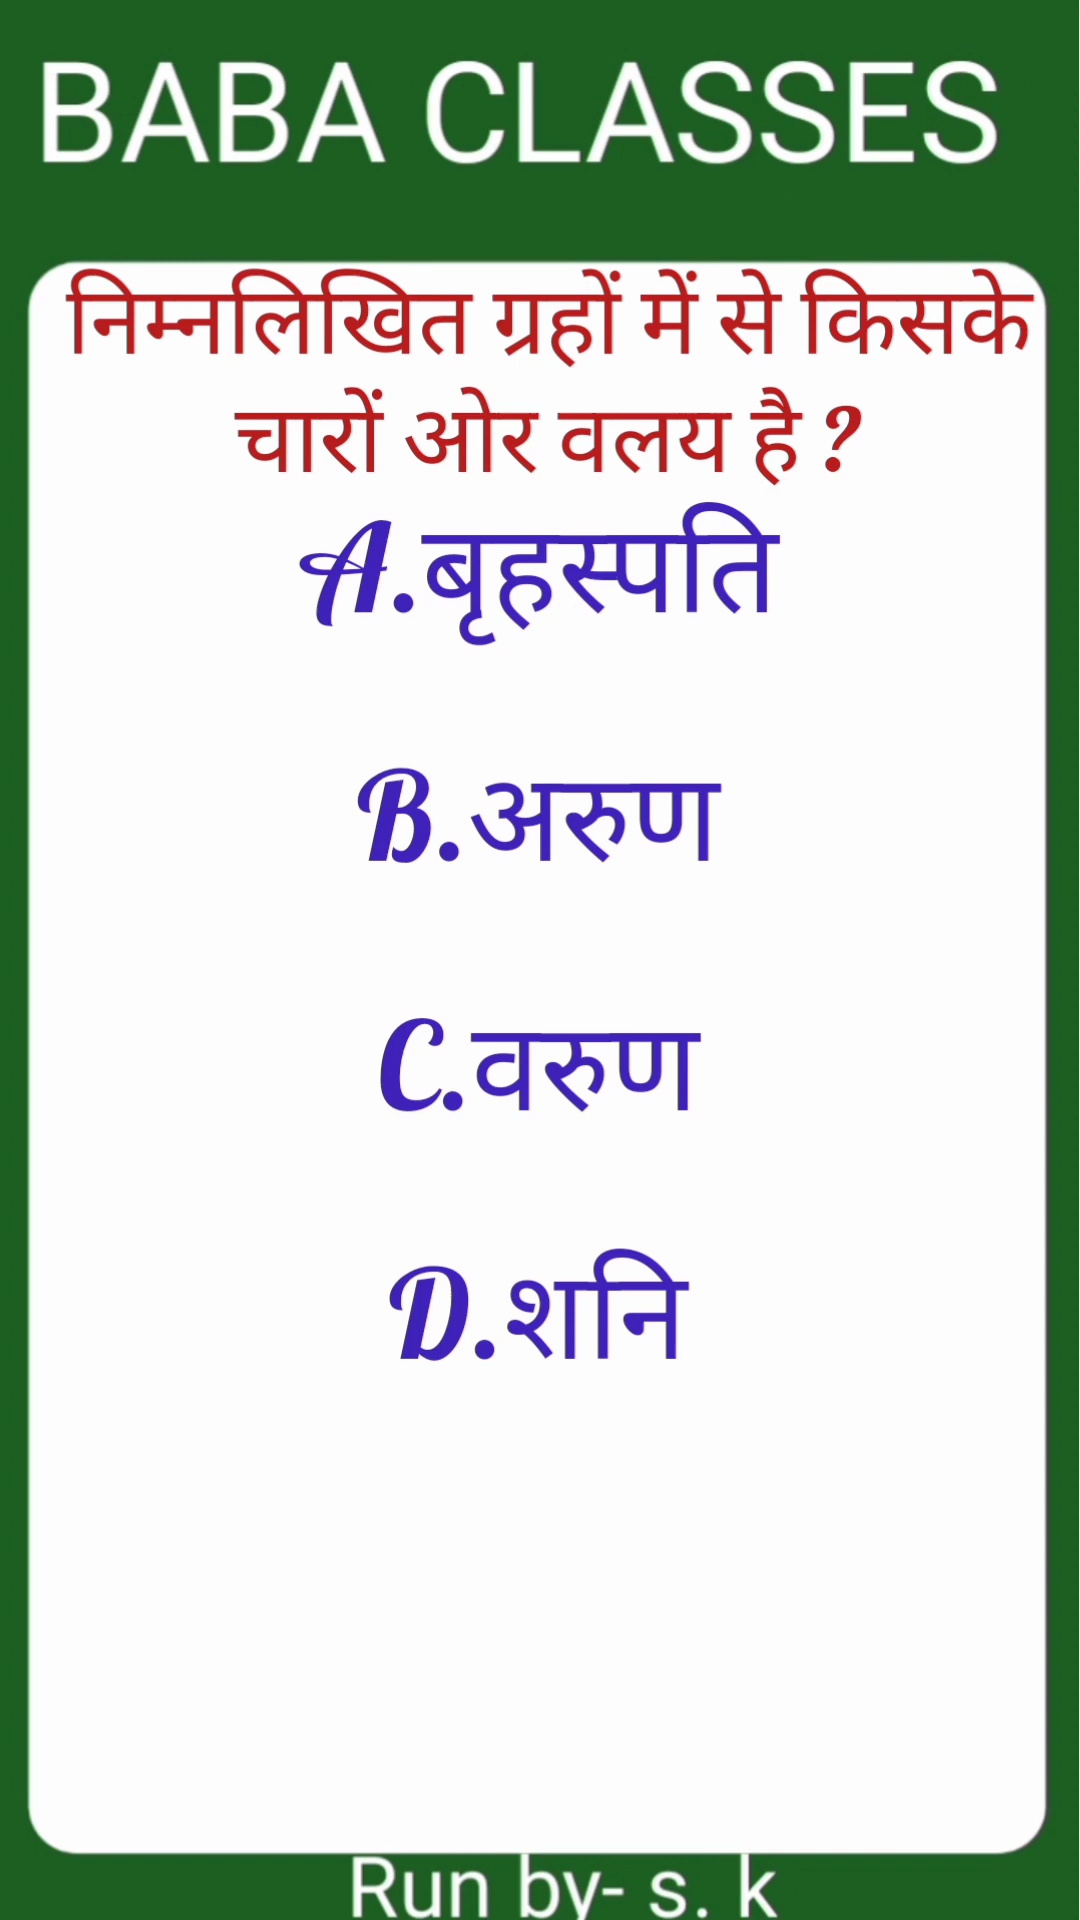 BABA CLASSES
निम्नलिखित ग्रहों में से किसके
चारों ओर वलय है ?
A.बृहस्पति
B.अरुण
C.वरुण
D.शनि
Run by- s. k